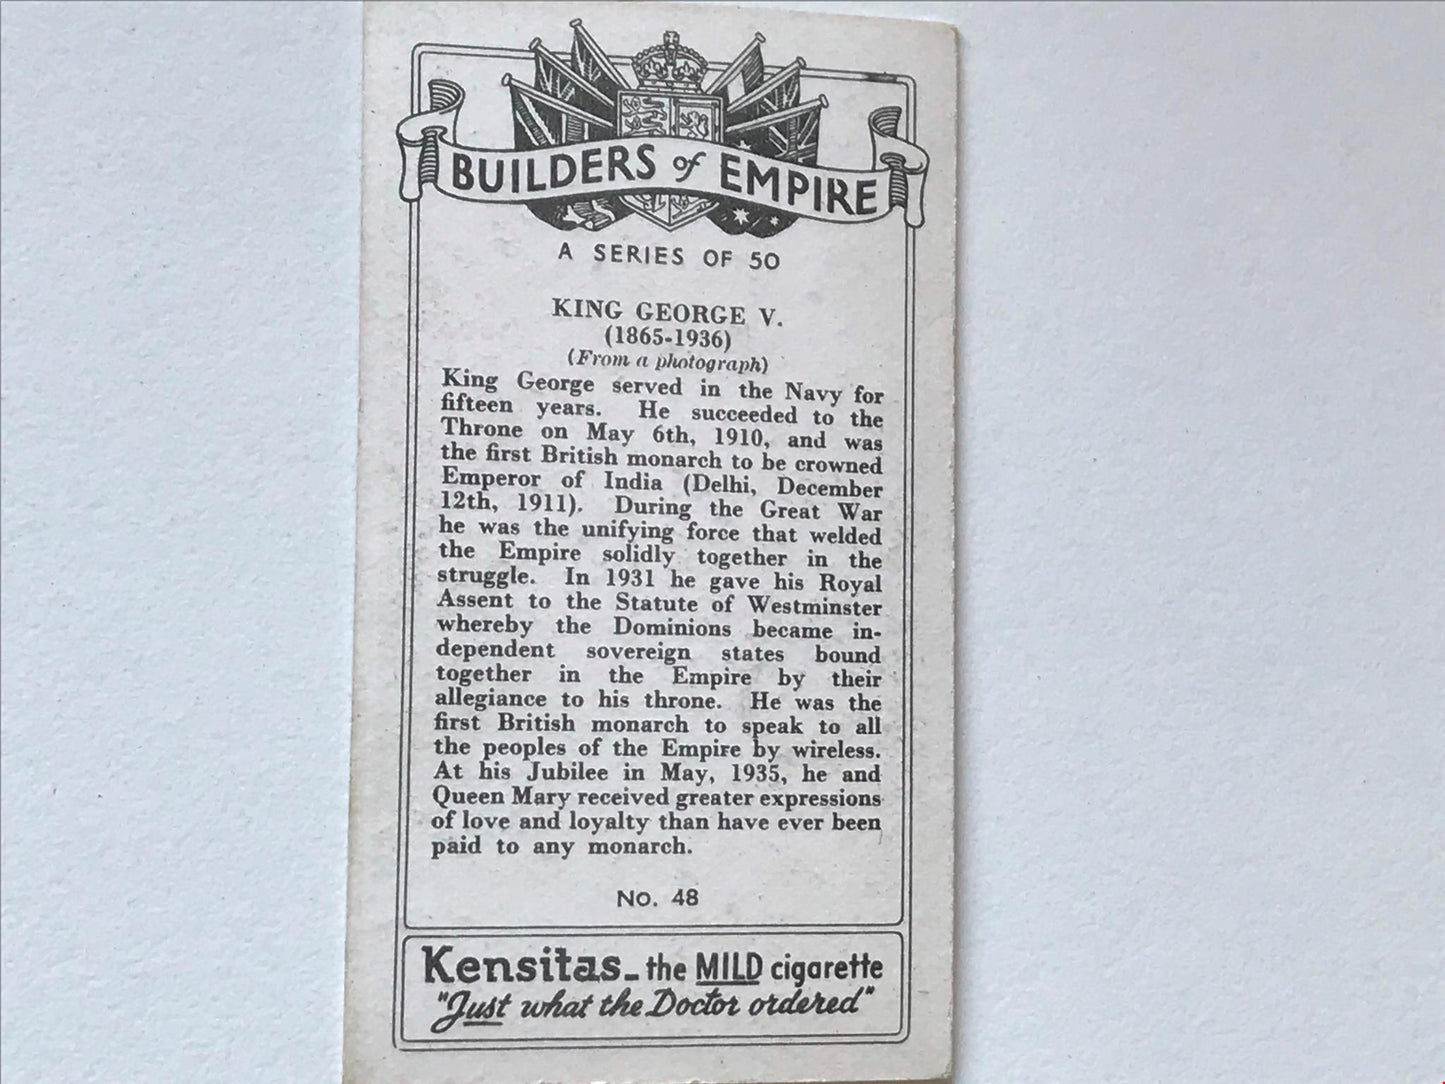 BUILDERS of EMPIRE
A SERIES OF 50
KING GEORGE V.
(1865-1936)
(From a photograph)
King George served in the Navy for
fifteen years. He succeeded to the
Throne on May 6th, 1910, and was
the first British monarch to be crowned
Emperor of India (Delhi, December
12th, 1911). During the Great War
he was the unifying force that welded
the Empire solidly together in the
struggle. In 1931 he gave his Royal
Assent to the Statute of Westminster
whereby the Dominions became in-
dependent sovereign states bound
together in the Empire by their
allegiance to his throne. He was the
first British monarch to speak to all
the peoples of the Empire by wireless.
At his Jubilee in May, 1935, he and
Queen Mary received greater expressions
of love and loyalty than have ever been
paid to any monarch.
No. 48
Kensitas - the MILD cigarette
"Just what the Doctor ordered"